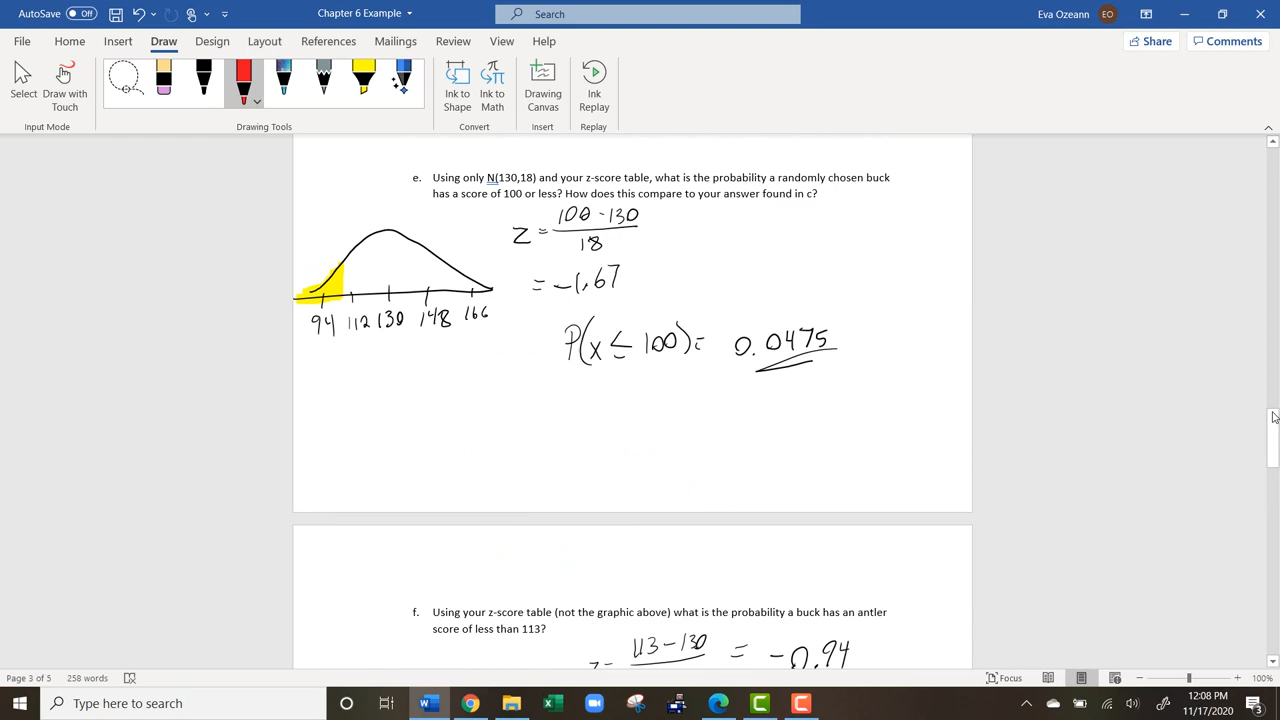 AutoSave Off Chapter 6 Example Search Eva Ozeann EO
File Home Insert Draw Design Layout References Mailings Review View Help Share Comments
Select Draw with Touch Ink to Shape Ink to Math Drawing Canvas Ink Replay
Input Mode Drawing Tools Convert Insert Replay
e. Using only N(130,18) and your z-score table, what is the probability a randomly chosen buck
has a score of 100 or less? How does this compare to your answer found in c?
z = 100 - 130
18
= -1.67
94 112 130 148 166
P(x ≤ 100) = 0.0475
f. Using your z-score table (not the graphic above) what is the probability a buck has an antler
score of less than 113?
z = 113 - 130 = -0.94
Page 3 of 5 258 words Focus 100%
Type here to search 12:08 PM
11/17/2020 3